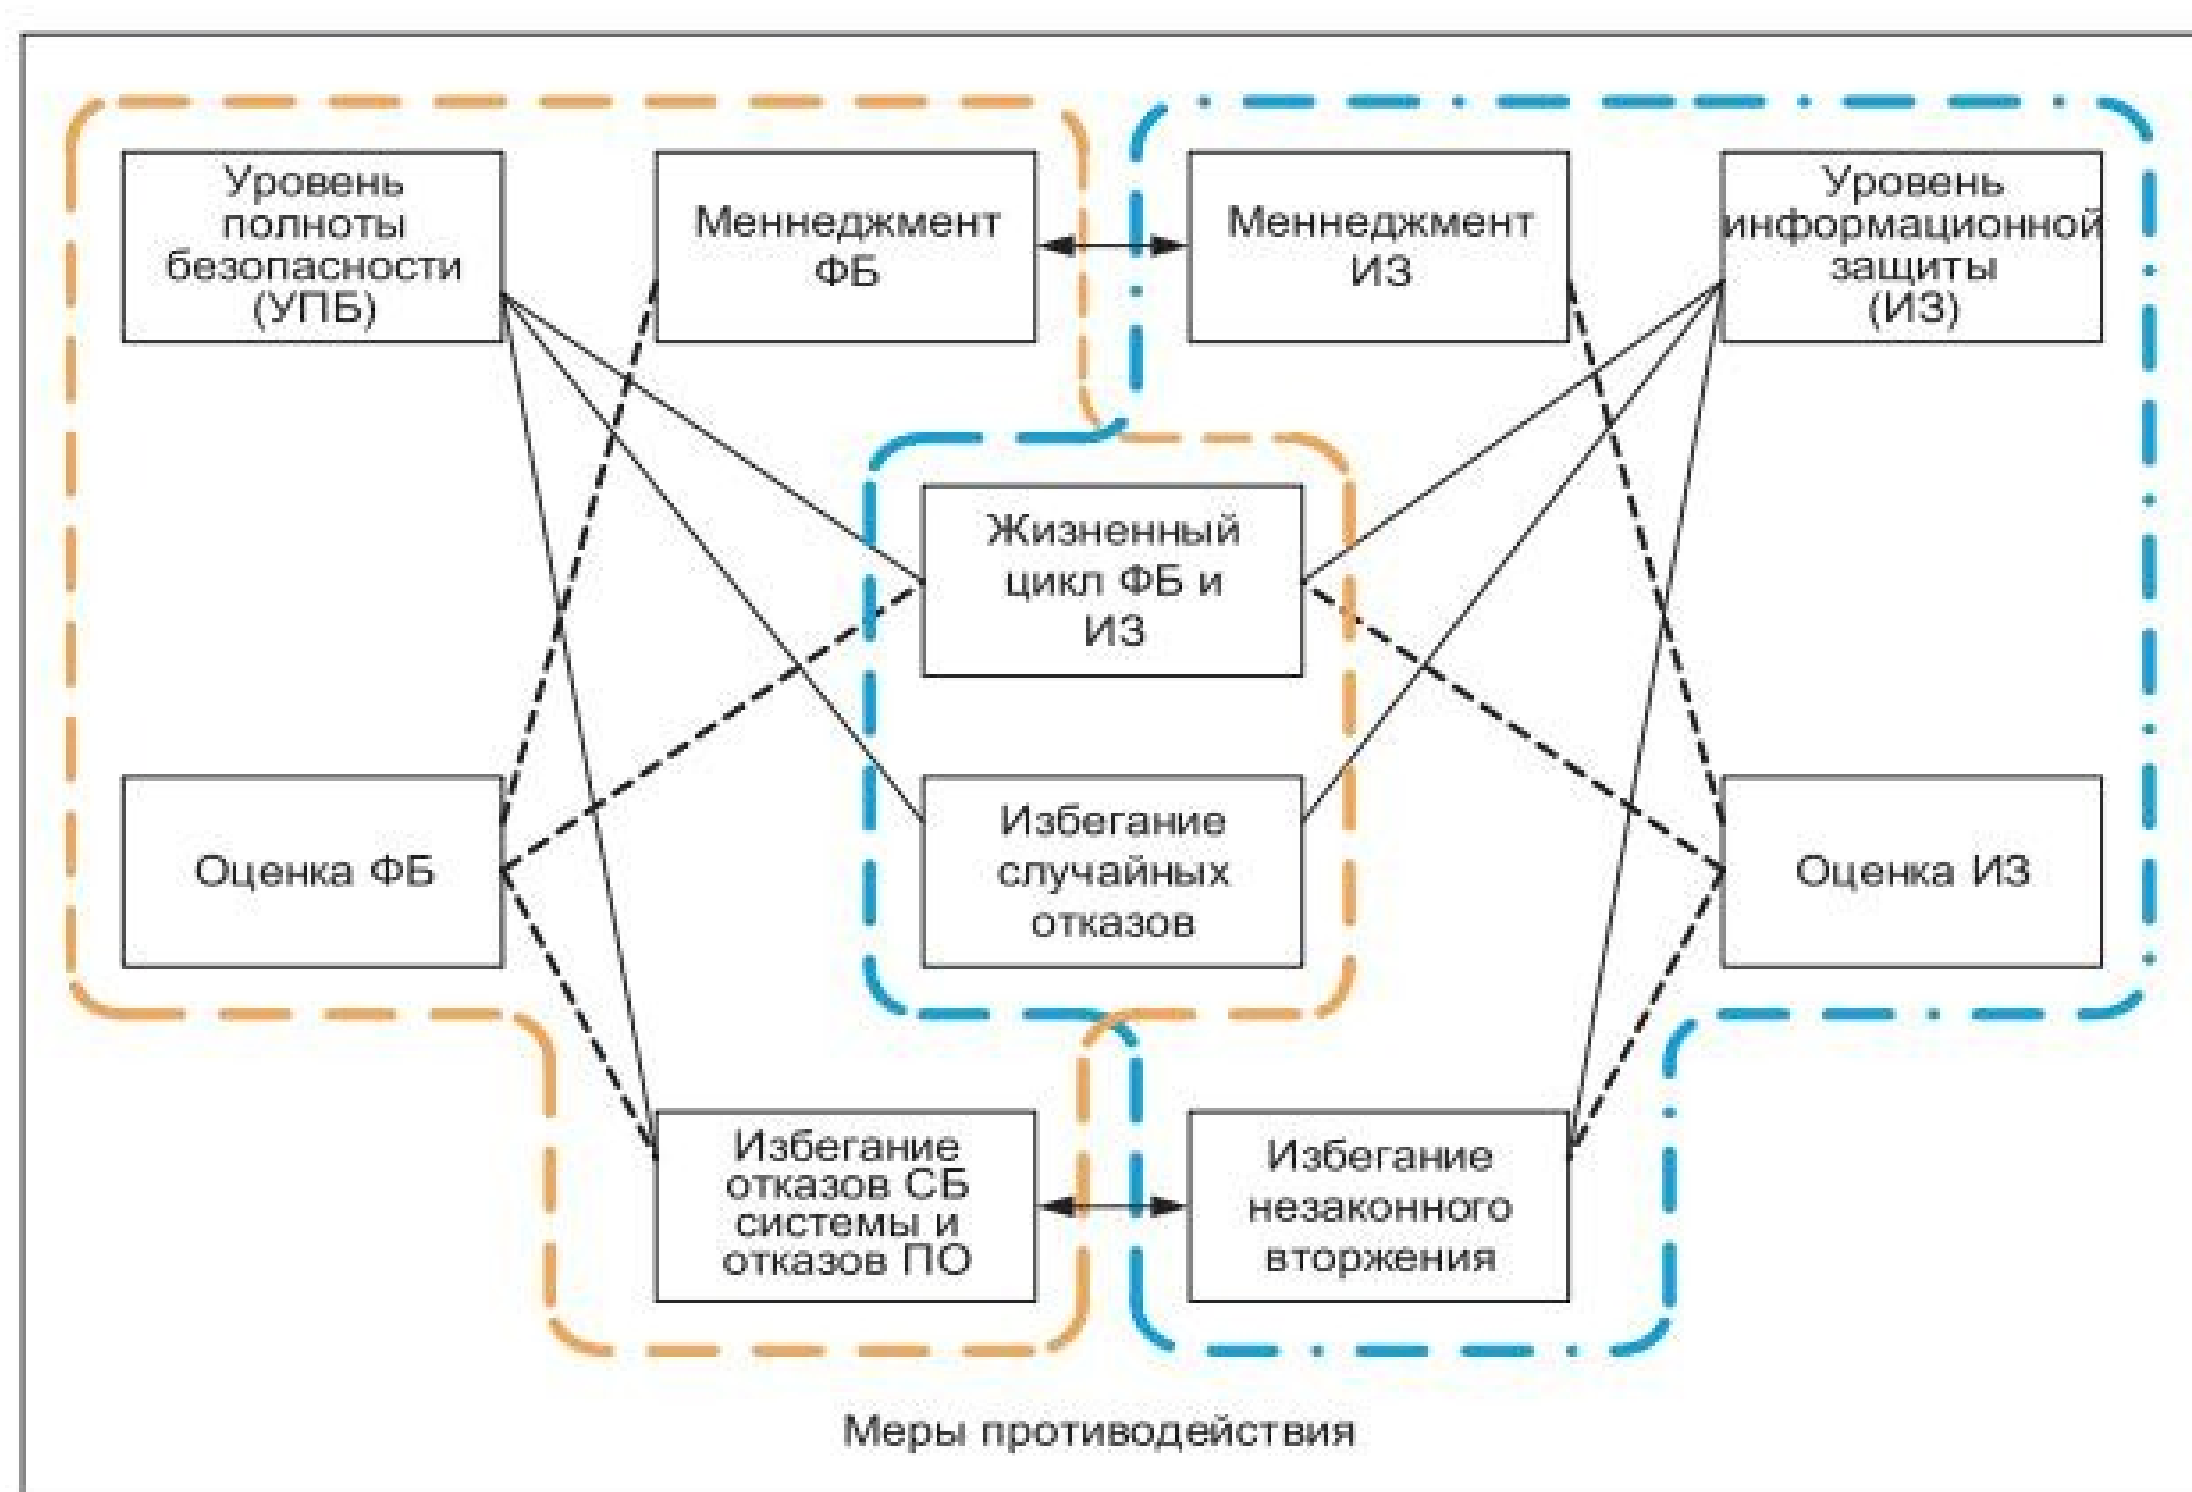 Уровень
полноты
безопасности
(УПБ)
Меннеджмент
ФБ
Меннеджмент
ИЗ
Уровень
информационной
защиты
(ИЗ)
Жизненный
цикл ФБ и
ИЗ
Оценка ФБ
Избегание
случайных
отказов
Оценка ИЗ
Избегание
отказов СБ
системы и
отказов ПО
Избегание
незаконного
вторжения
Меры противодействия